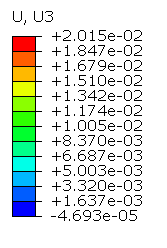 U, U3
+2.015e-02
+1.847e-02
+1.679e-02
+1.510e-02
+1.342e-02
+1.174e-02
+1.005e-02
+8.370e-03
+6.687e-03
+5.003e-03
+3.320e-03
+1.637e-03
-4.693e-05